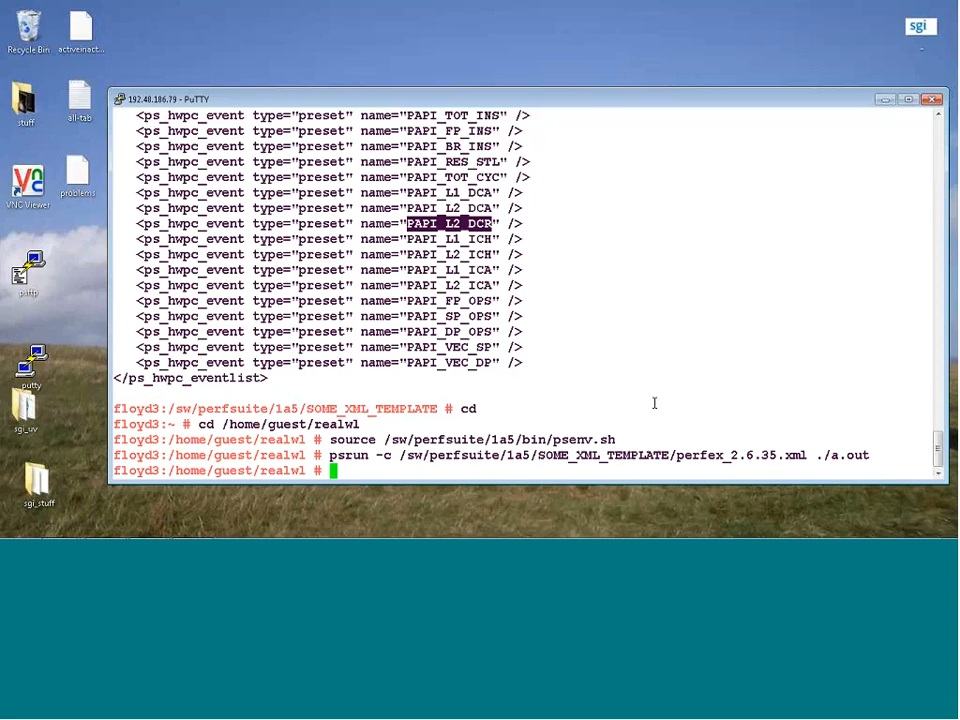 Recycle Bin
activeinact...
sgi
stuff
all-tab
VNC Viewer
problems
psftp
putty
sgi_uv
sgi_stuff
192.48.186.79 - PuTTY
<ps_hwpc_event type="preset" name="PAPI_TOT_INS" />
<ps_hwpc_event type="preset" name="PAPI_FP_INS" />
<ps_hwpc_event type="preset" name="PAPI_BR_INS" />
<ps_hwpc_event type="preset" name="PAPI_RES_STL" />
<ps_hwpc_event type="preset" name="PAPI_TOT_CYC" />
<ps_hwpc_event type="preset" name="PAPI_L1_DCA" />
<ps_hwpc_event type="preset" name="PAPI_L2_DCA" />
<ps_hwpc_event type="preset" name="PAPI_L2_DCR" />
<ps_hwpc_event type="preset" name="PAPI_L1_ICH" />
<ps_hwpc_event type="preset" name="PAPI_L2_ICH" />
<ps_hwpc_event type="preset" name="PAPI_L1_ICA" />
<ps_hwpc_event type="preset" name="PAPI_L2_ICA" />
<ps_hwpc_event type="preset" name="PAPI_FP_OPS" />
<ps_hwpc_event type="preset" name="PAPI_SP_OPS" />
<ps_hwpc_event type="preset" name="PAPI_DP_OPS" />
<ps_hwpc_event type="preset" name="PAPI_VEC_SP" />
<ps_hwpc_event type="preset" name="PAPI_VEC_DP" />
</ps_hwpc_eventlist>
floyd3:/sw/perfsuite/1a5/SOME_XML_TEMPLATE # cd
floyd3:~ # cd /home/guest/realwl
floyd3:/home/guest/realwl # source /sw/perfsuite/1a5/bin/psenv.sh
floyd3:/home/guest/realwl # psrun -c /sw/perfsuite/1a5/SOME_XML_TEMPLATE/perfex_2.6.35.xml ./a.out
floyd3:/home/guest/realwl #